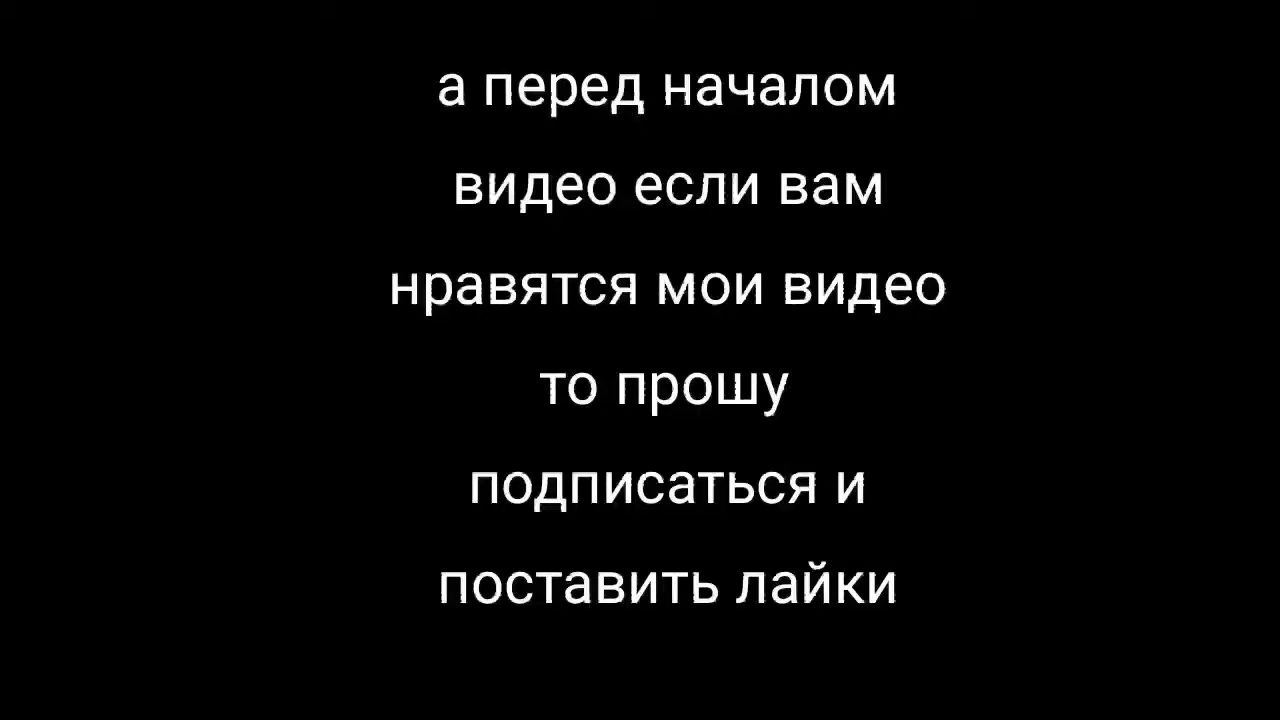 а перед началом
видео если вам
нравятся мои видео
то прошу
подписаться и
поставить лайки